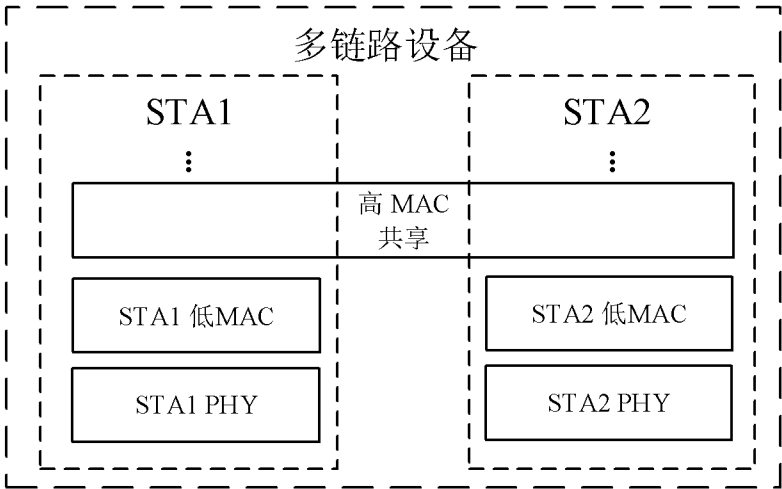 多链路设备
STA1
STA2
⋮
⋮
高 MAC
共享
STA1 低MAC
STA2 低MAC
STA1 PHY
STA2 PHY